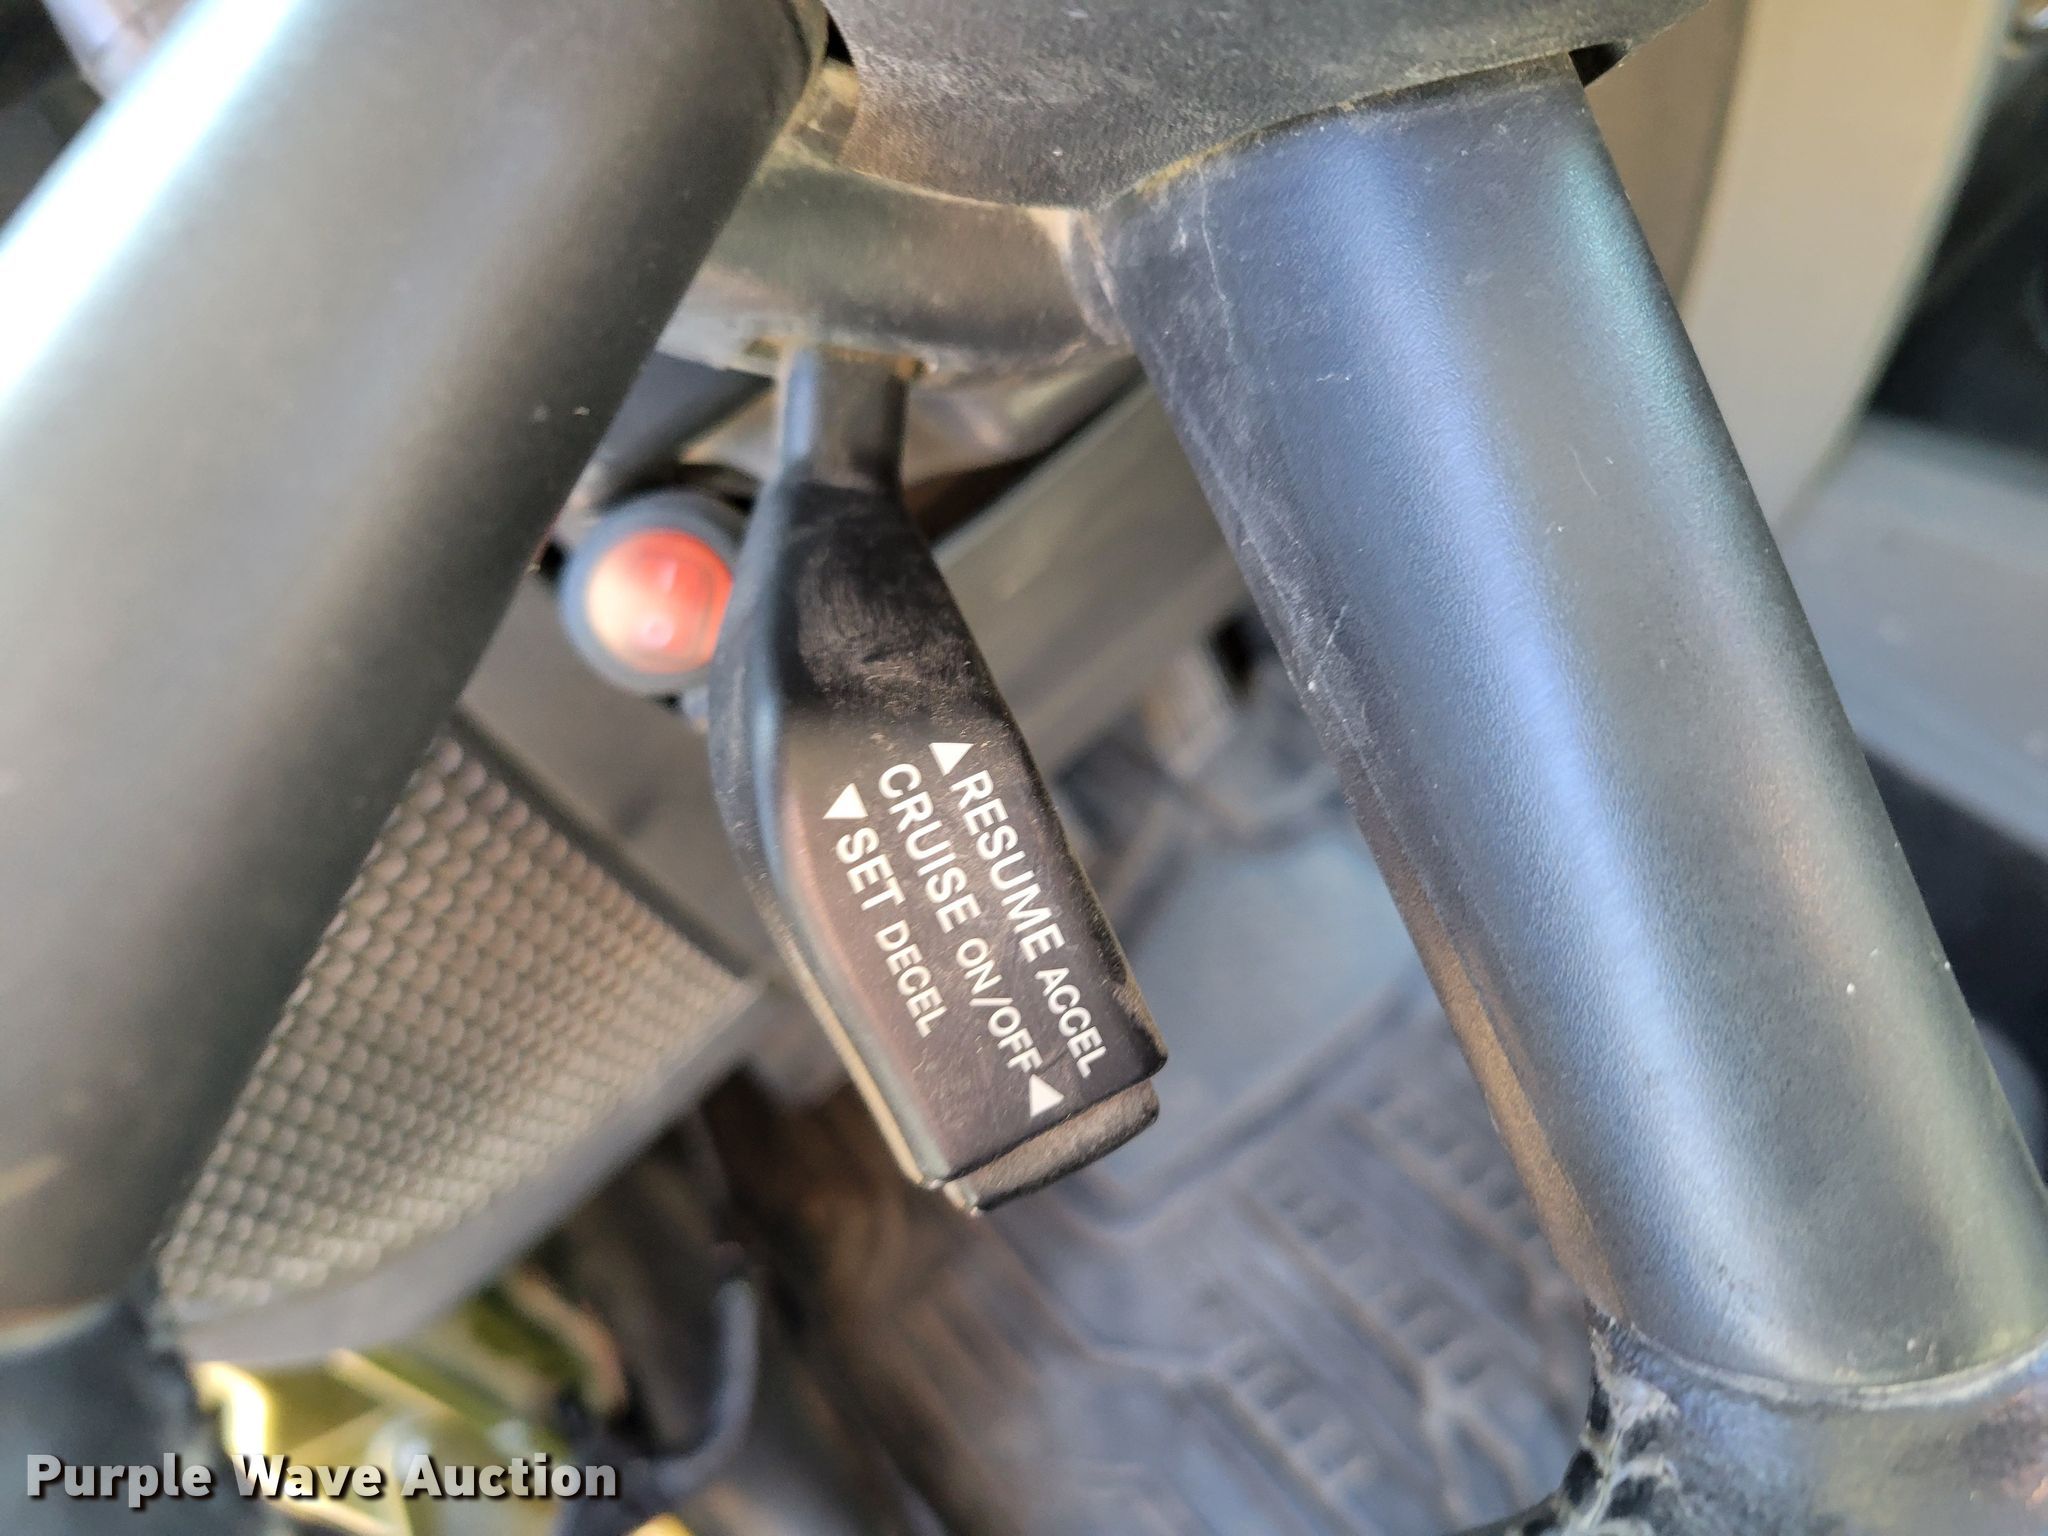 ▲RESUME ACCEL
CRUISE ON/OFF▶
▼SET DECEL
Purple Wave Auction